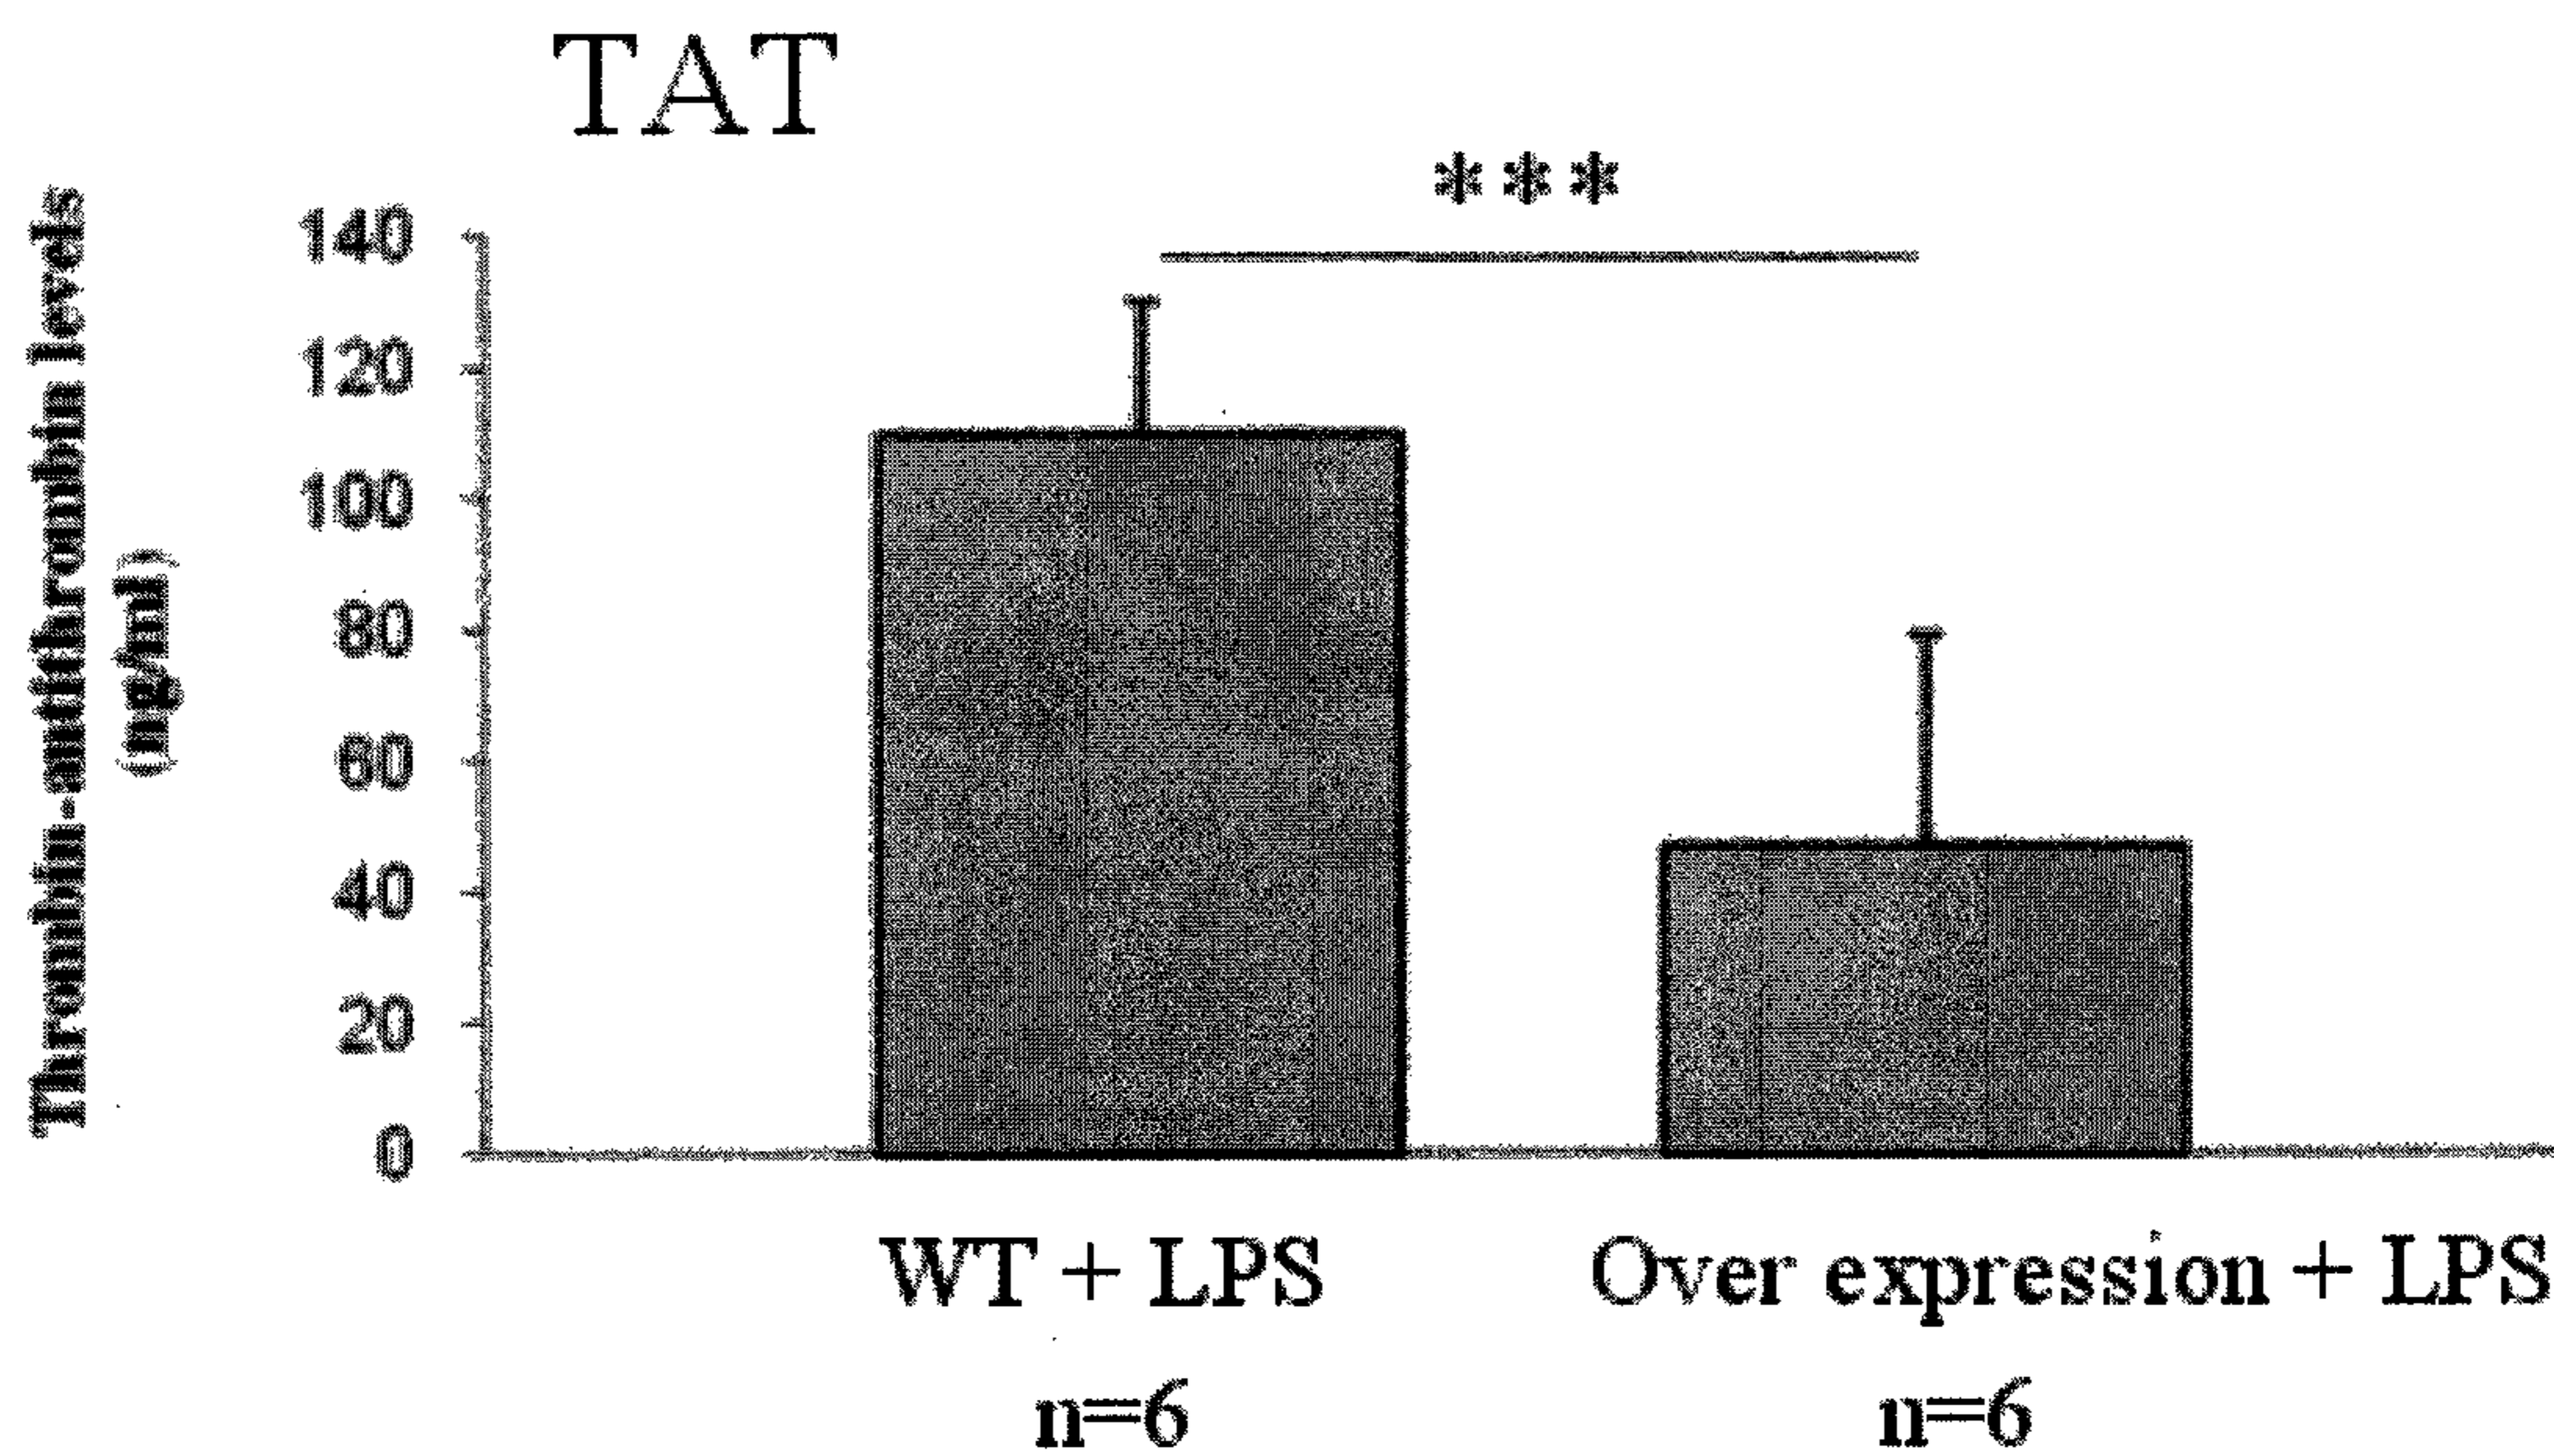 TAT
***
Thrombin-antithrombin levels
(ng/ml)
140
120
100
80
60
40
20
0
WT + LPS
Over expression + LPS
n=6
n=6